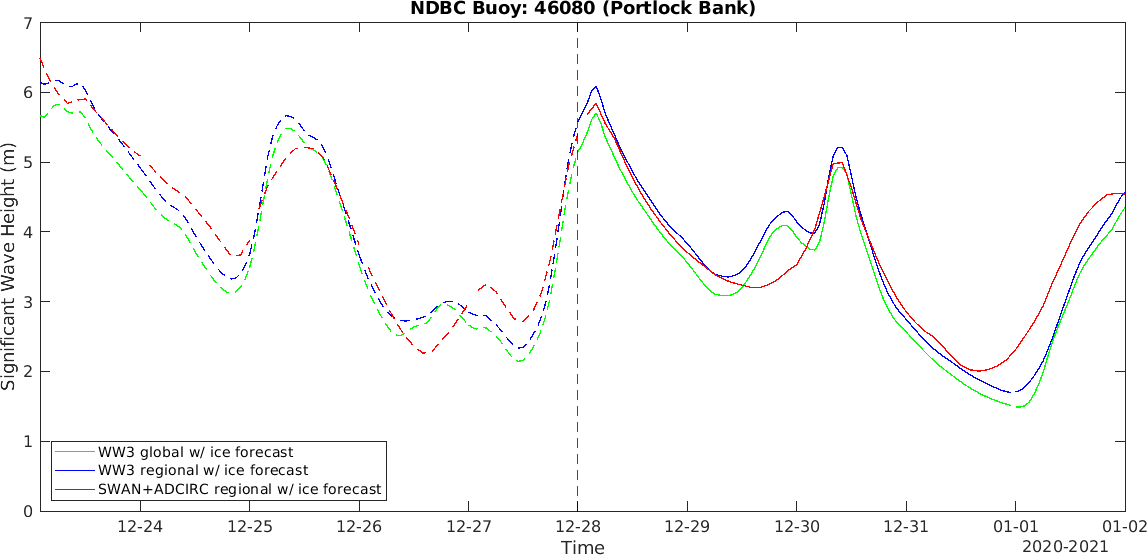 NDBC Buoy: 46080 (Portlock Bank)
7
6
5
4
3
2
1
0
Significant Wave Height (m)
WW3 global w/ ice forecast
WW3 regional w/ ice forecast
SWAN+ADCIRC regional w/ ice forecast
12-24 12-25 12-26 12-27 12-28 12-29 12-30 12-31 01-01 01-02
Time
2020-2021